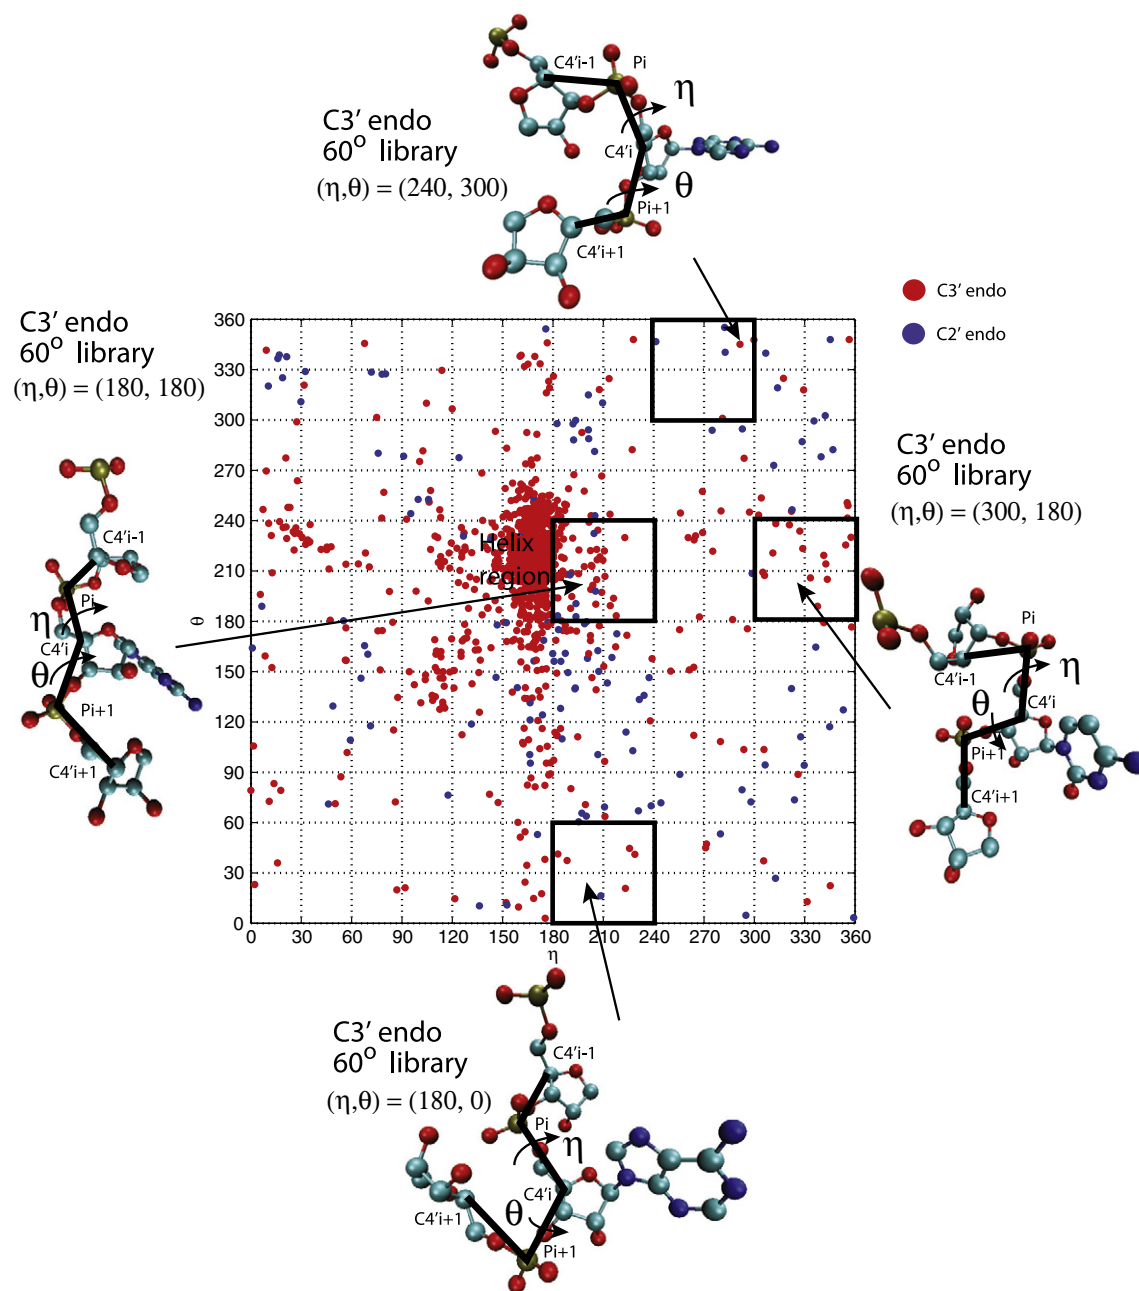 C4'i-1
Pi
η
C3' endo
60° library
(η,θ) = (240, 300)
C4'i
θ
Pi+1
C4'i+1
C3' endo
C2' endo
C3' endo
60° library
(η,θ) = (180, 180)
360
330
300
270
240
210
180
150
120
90
60
30
0
θ
Helix
region
C3' endo
60° library
(η,θ) = (300, 180)
C4'i-1
Pi
η
C4'i
θ
Pi+1
C4'i+1
Pi
C4'i-1
η
C4'i
θ
Pi+1
C4'i+1
0 30 60 90 120 150 180 210 240 270 300 330 360
η
C3' endo
60° library
(η,θ) = (180, 0)
C4'i-1
Pi
η
C4'i
C4'i+1
θ
Pi+1